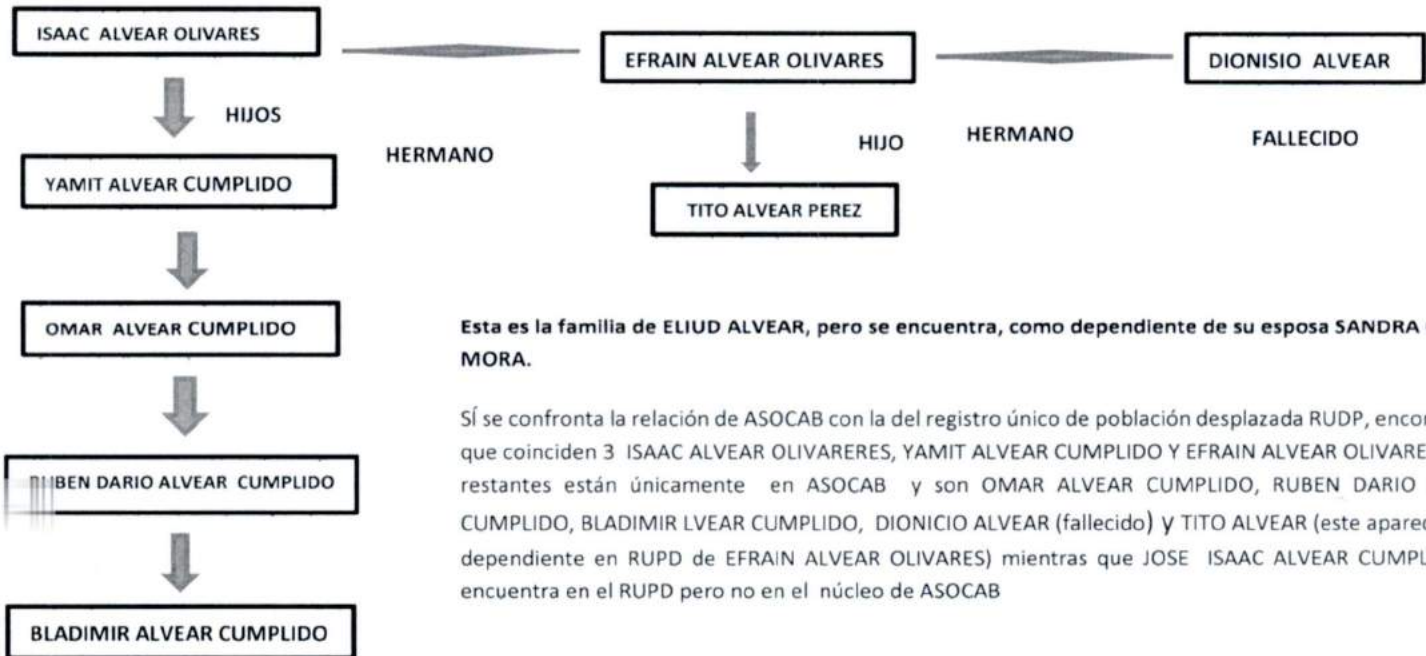 ISAAC ALVEAR OLIVARES
EFRAIN ALVEAR OLIVARES
DIONISIO ALVEAR
HIJOS
HERMANO
HIJO
HERMANO
FALLECIDO
YAMIT ALVEAR CUMPLIDO
TITO ALVEAR PEREZ
OMAR ALVEAR CUMPLIDO
RUBEN DARIO ALVEAR CUMPLIDO
BLADIMIR ALVEAR CUMPLIDO
Esta es la familia de ELIUD ALVEAR, pero se encuentra, como dependiente de su esposa SANDRA
MORA.
SÍ se confronta la relación de ASOCAB con la del registro único de población desplazada RUDP,
que coinciden 3 ISAAC ALVEAR OLIVARERES, YAMIT ALVEAR CUMPLIDO Y EFRAIN ALVEAR
restantes están únicamente en ASOCAB y son OMAR ALVEAR CUMPLIDO, RUBEN DARIO
CUMPLIDO, BLADIMIR LVEAR CUMPLIDO, DIONICIO ALVEAR (fallecido) y TITO ALVEAR (este
dependiente en RUPD de EFRAIN ALVEAR OLIVARES) mientras que JOSE ISAAC ALVEAR
encuentra en el RUPD pero no en el núcleo de ASOCAB